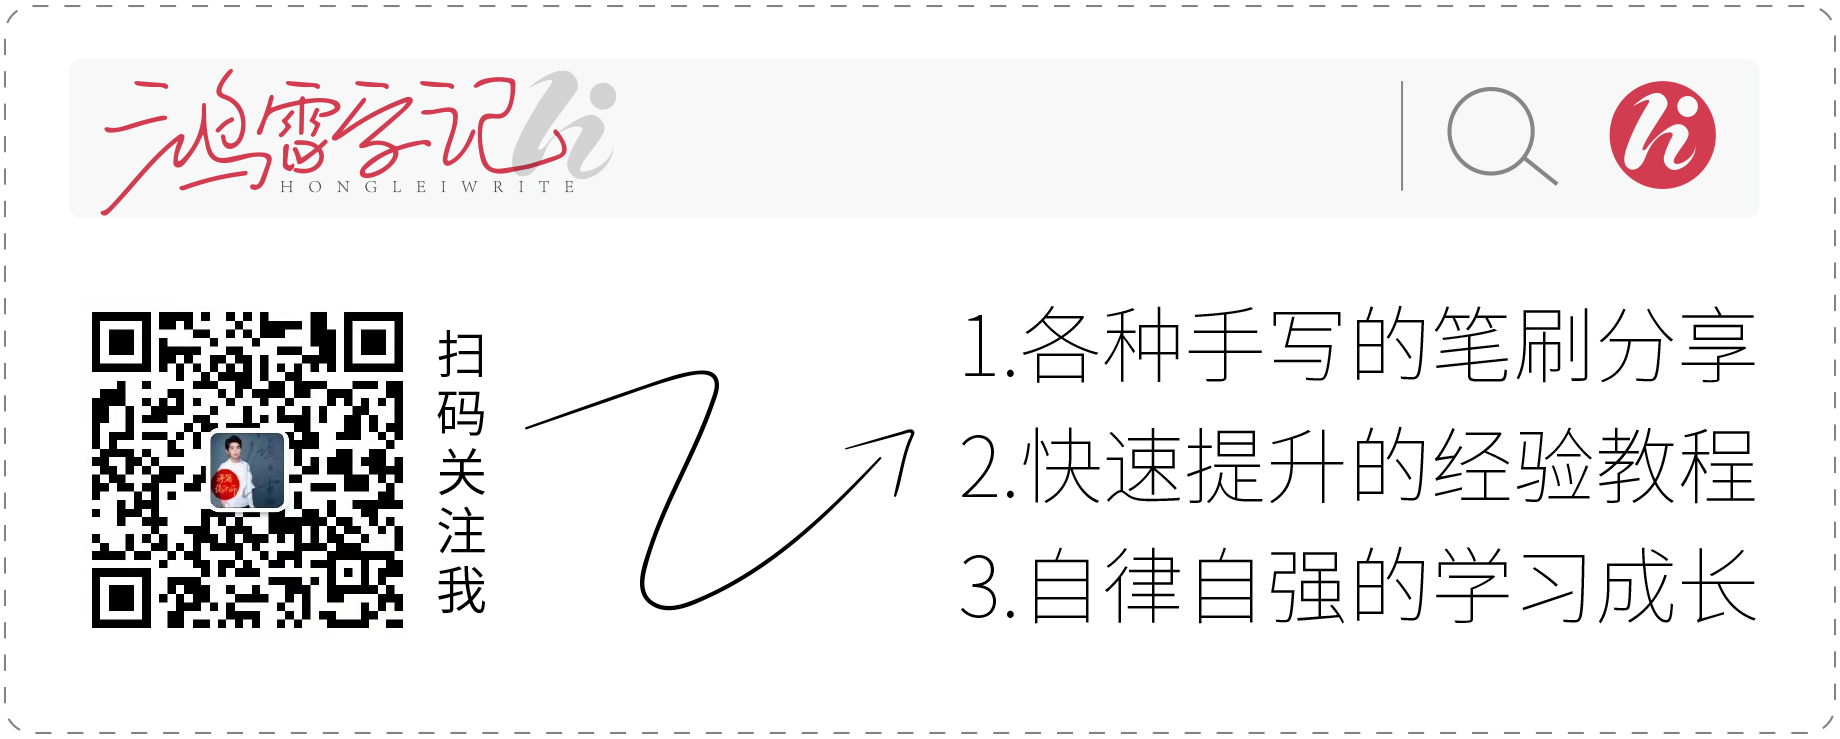 鸿雷字记
hi
HONGLEIWRITE
hi
扫码关注我
1.各种手写的笔刷分享
2.快速提升的经验教程
3.自律自强的学习成长